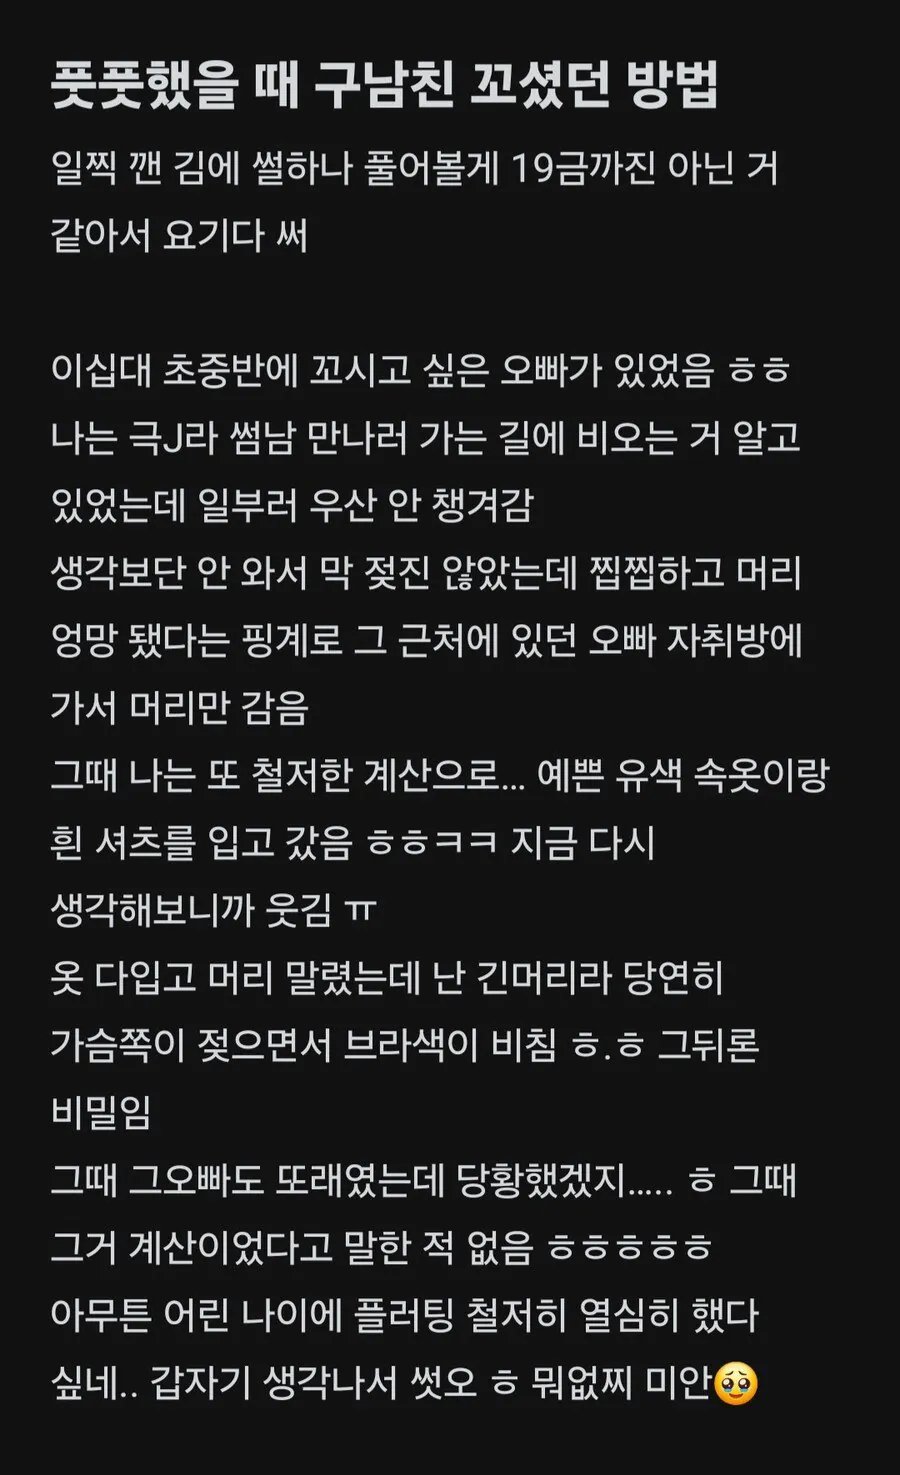 풋풋했을 때 구남친 꼬셨던 방법
일찍 깬 김에 썰하나 풀어볼게 19금까진 아닌 거
같아서 요기다 써
이십대 초중반에 꼬시고 싶은 오빠가 있었음 ㅎㅎ
나는 극J라 썸남 만나러 가는 길에 비오는 거 알고
있었는데 일부러 우산 안 챙겨감
생각보단 안 와서 막 젖진 않았는데 찝찝하고 머리
엉망 됐다는 핑계로 그 근처에 있던 오빠 자취방에
가서 머리만 감음
그때 나는 또 철저한 계산으로... 예쁜 유색 속옷이랑
흰 셔츠를 입고 갔음 ㅎㅎㅋㅋ 지금 다시
생각해보니까 웃김 ㅠ
옷 다입고 머리 말렸는데 난 긴머리라 당연히
가슴쪽이 젖으면서 브라색이 비침 ㅎ.ㅎ 그뒤론
비밀임
그때 그오빠도 또래였는데 당황했겠지..... ㅎ 그때
그거 계산이었다고 말한 적 없음 ㅎㅎㅎㅎㅎ
아무튼 어린 나이에 플러팅 철저히 열심히 했다
싶네.. 갑자기 생각나서 썻오 ㅎ 뭐없찌 미안🥹